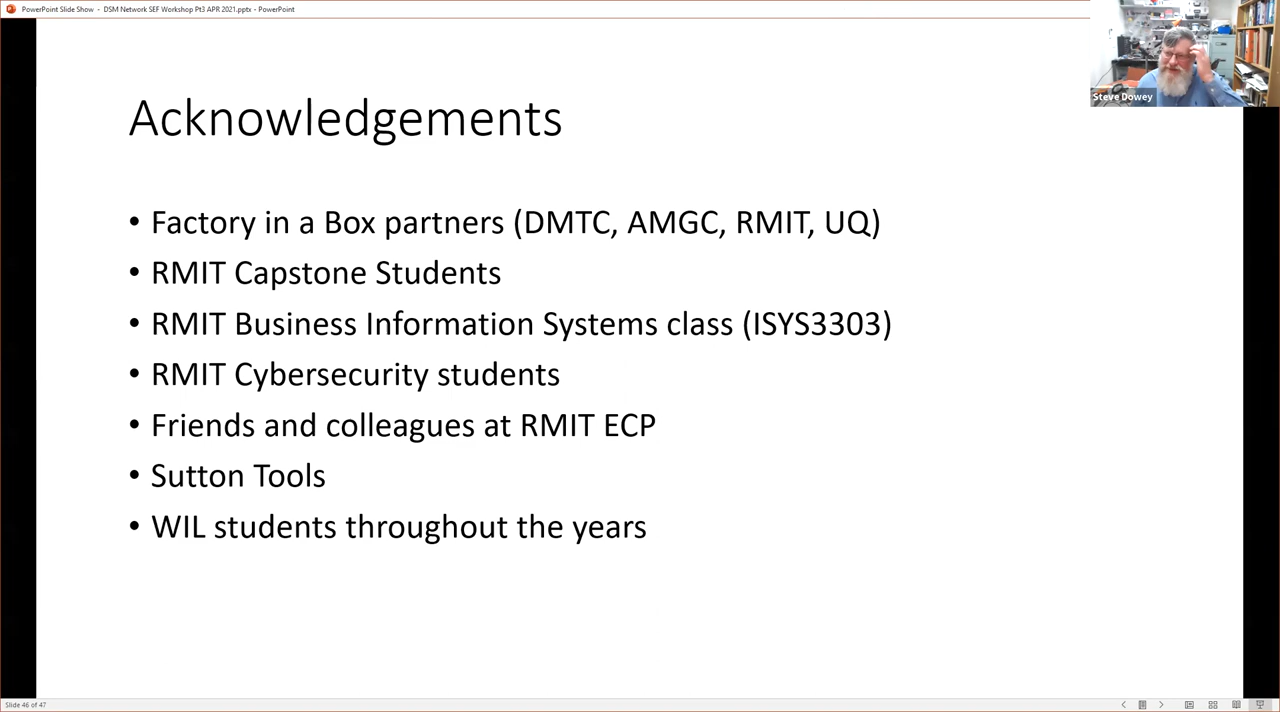 PowerPoint Slide Show - DSM Network SEF Workshop Pt3 APR 2021.pptx - PowerPoint
Steve Dowey
Acknowledgements
• Factory in a Box partners (DMTC, AMGC, RMIT, UQ)
• RMIT Capstone Students
• RMIT Business Information Systems class (ISYS3303)
• RMIT Cybersecurity students
• Friends and colleagues at RMIT ECP
• Sutton Tools
• WIL students throughout the years
Slide 46 of 47